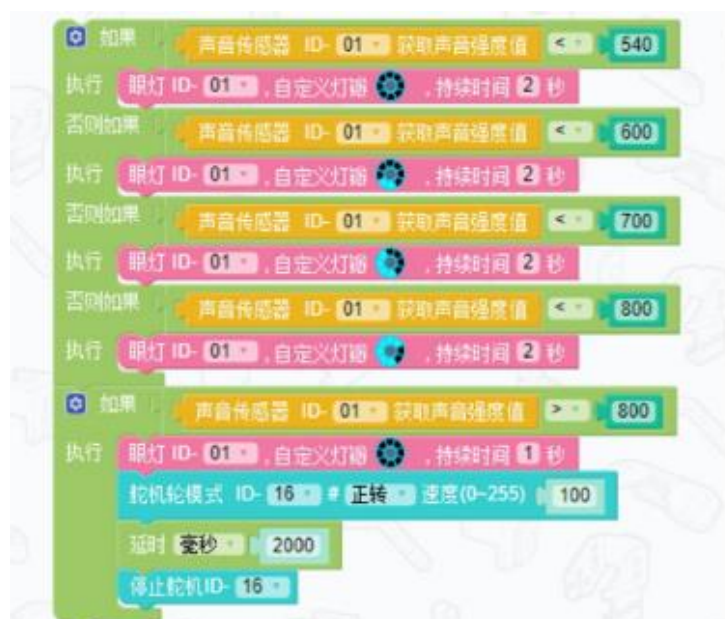 如果 声音传感器 ID- 01 获取声音强度值 < 540
执行 眼灯 ID- 01 , 自定义灯瓣 , 持续时间 2 秒
否则如果 声音传感器 ID- 01 获取声音强度值 < 600
执行 眼灯 ID- 01 , 自定义灯瓣 , 持续时间 2 秒
否则如果 声音传感器 ID- 01 获取声音强度值 < 700
执行 眼灯 ID- 01 , 自定义灯瓣 , 持续时间 2 秒
否则如果 声音传感器 ID- 01 获取声音强度值 < 800
执行 眼灯 ID- 01 , 自定义灯瓣 , 持续时间 2 秒
如果 声音传感器 ID- 01 获取声音强度值 > 800
执行 眼灯 ID- 01 , 自定义灯瓣 , 持续时间 1 秒
舵机轮模式 ID- 16 # 正转 速度(0~255) 100
延时 毫秒 2000
停止舵机ID- 16